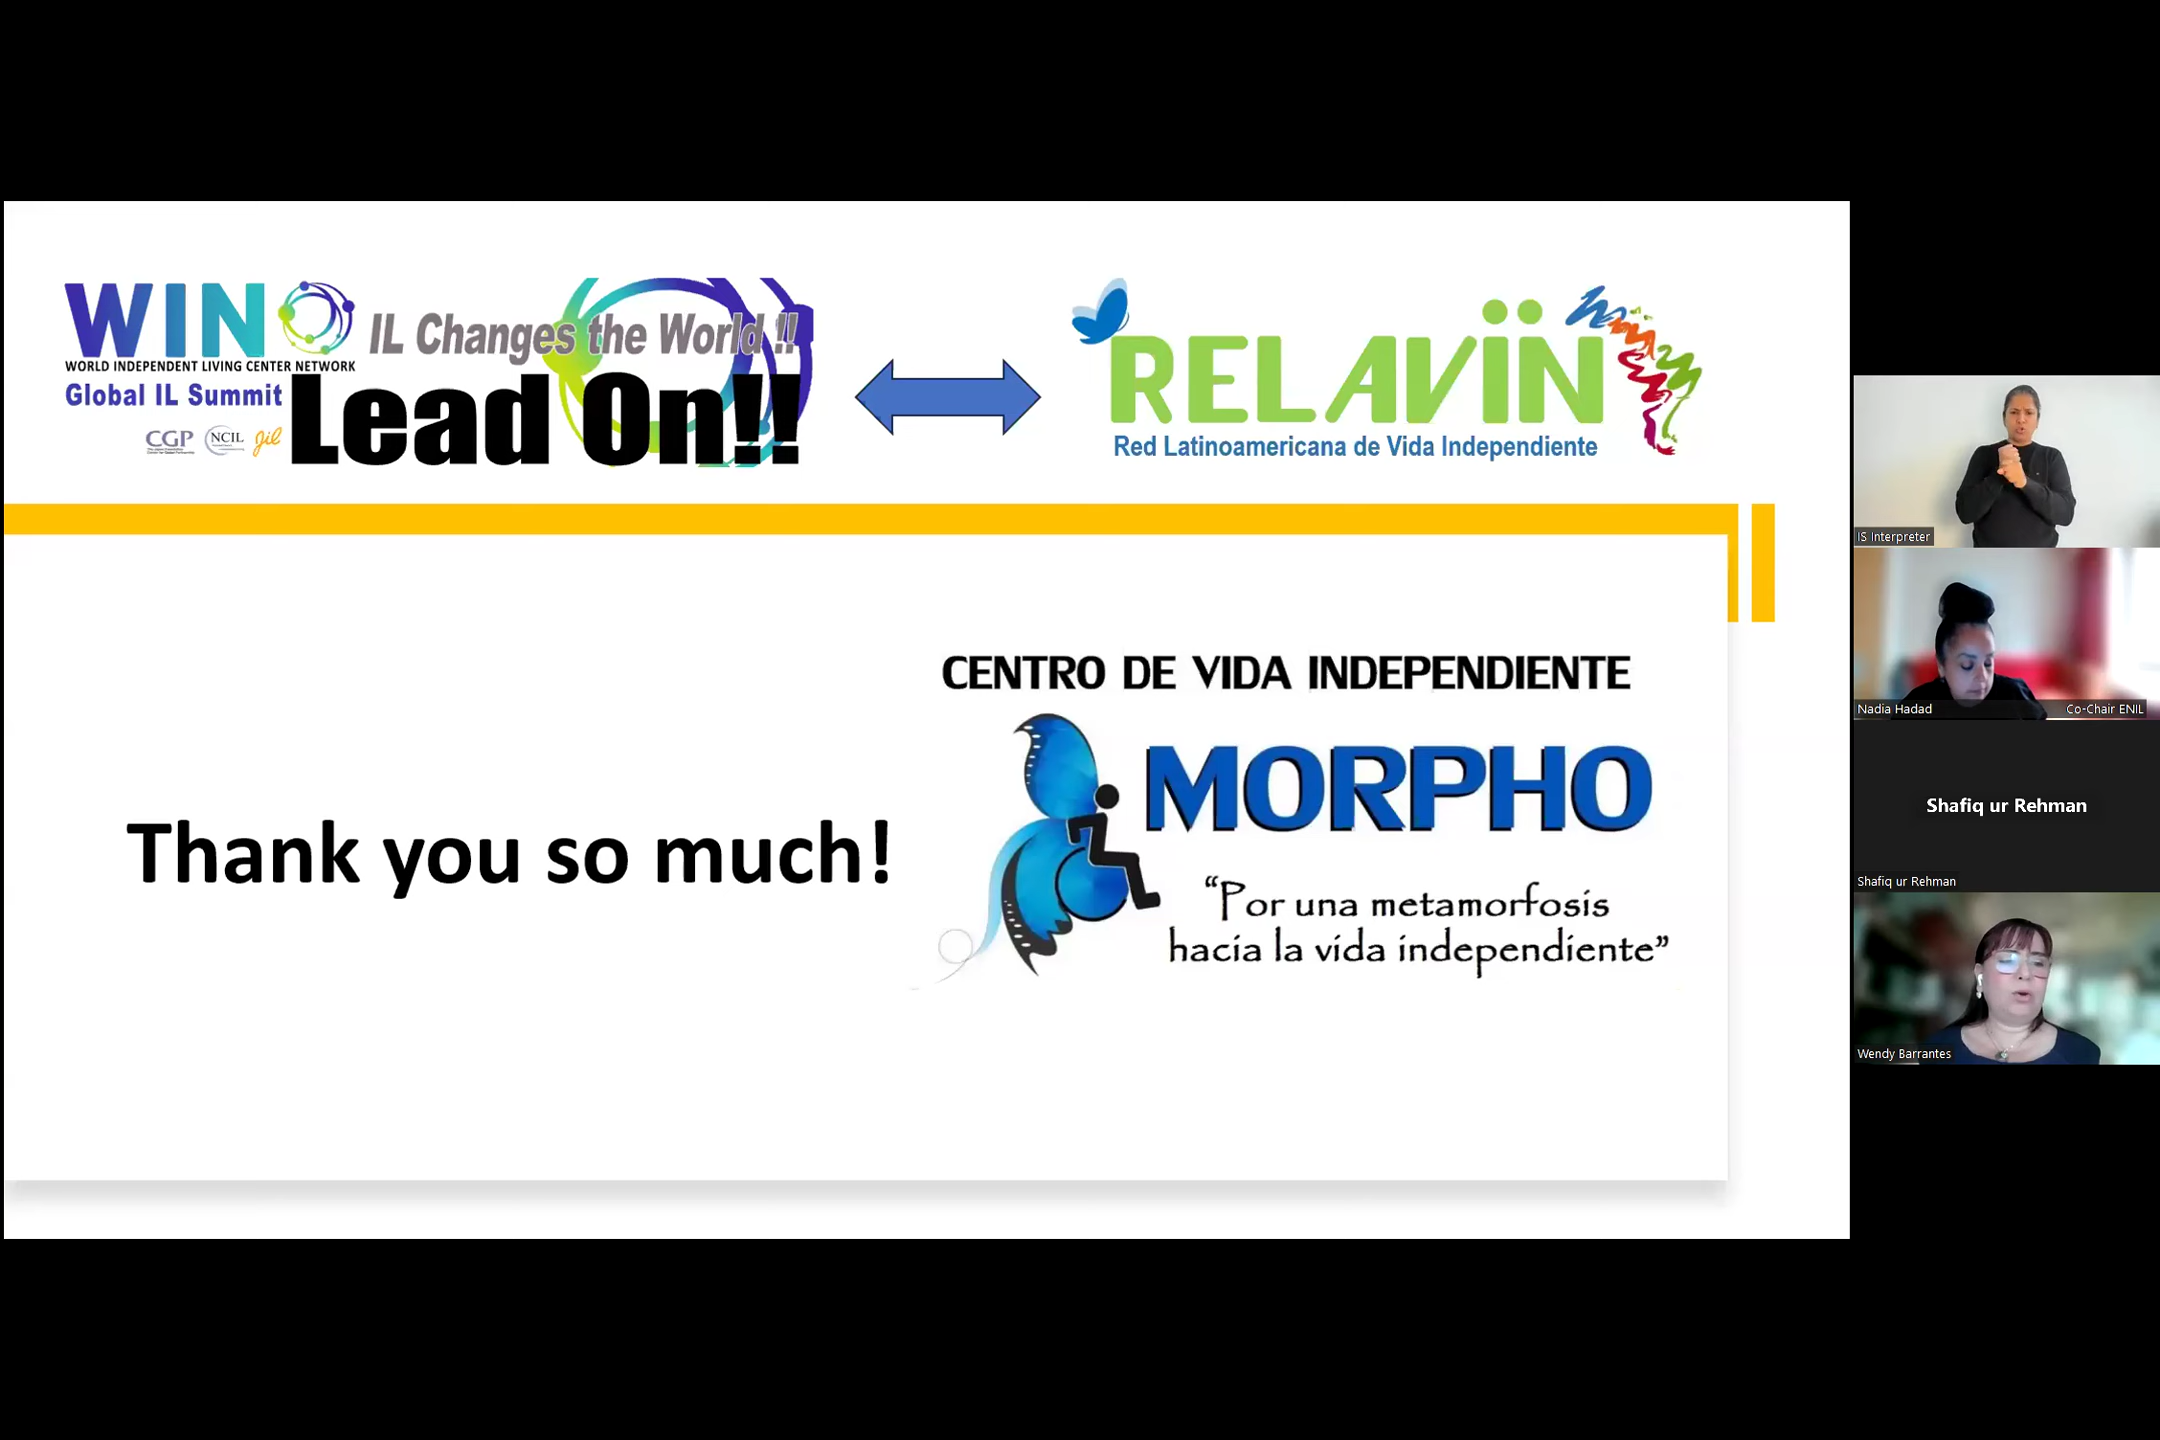 WIN
WORLD INDEPENDENT LIVING CENTER NETWORK
Global IL Summit
CGP
NCIL
jil
IL Changes the World !!
Lead On!!
RELAVIN
Red Latinoamericana de Vida Independiente
Thank you so much!
CENTRO DE VIDA INDEPENDIENTE
MORPHO
“Por una metamorfosis
hacia la vida independiente”
IS Interpreter
Nadia Hadad
Co-Chair ENIL
Shafiq ur Rehman
Shafiq ur Rehman
Wendy Barrantes